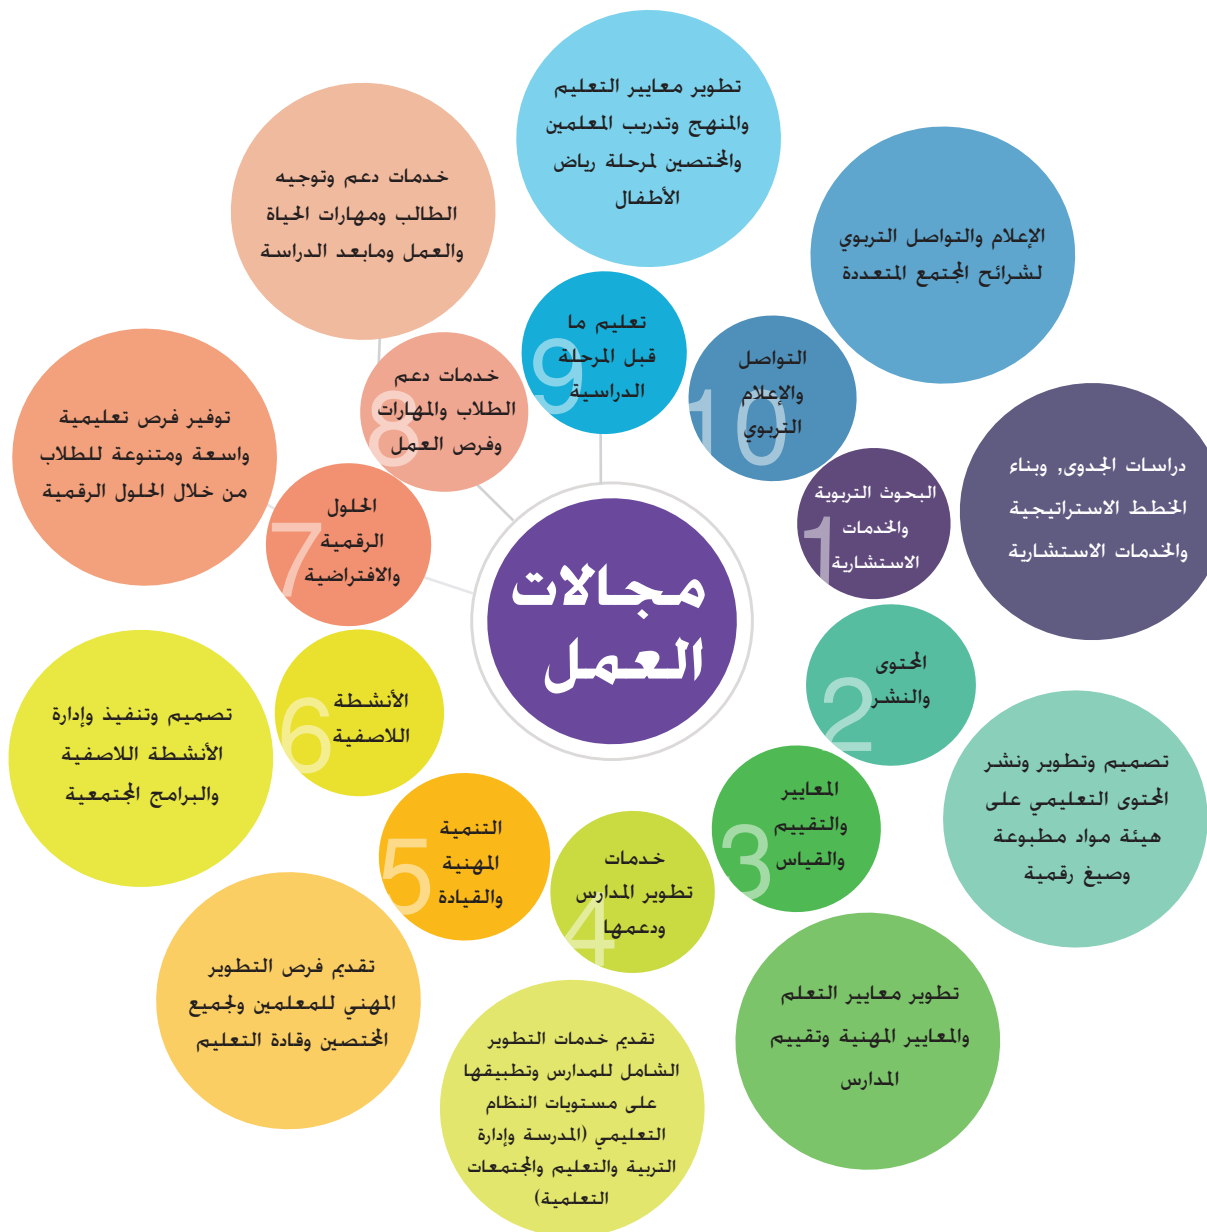 مجالات
العمل
1
البحوث التربوية
والخدمات
الاستشارية
دراسات الجدوى, وبناء
الخطط الاستراتيجية
والخدمات الاستشارية
2
المحتوى
والنشر
تصميم وتطوير ونشر
المحتوى التعليمي على
هيئة مواد مطبوعة
وصيغ رقمية
3
المعايير
والتقييم
والقياس
تطوير معايير التعلم
والمعايير المهنية وتقييم
المدارس
4
خدمات
تطوير المدارس
ودعمها
تقديم خدمات التطوير
الشامل للمدارس وتطبيقها
على مستويات النظام
التعليمي (المدرسة وإدارة
التربية والتعليم والمجتمعات
التعلمية)
5
التنمية
المهنية
والقيادة
تقديم فرص التطوير
المهني للمعلمين ولجميع
المختصين وقادة التعليم
6
الأنشطة
اللاصفية
تصميم وتنفيذ وإدارة
الأنشطة اللاصفية
والبرامج المجتمعية
7
الحلول
الرقمية
والافتراضية
توفير فرص تعليمية
واسعة ومتنوعة للطلاب
من خلال الحلول الرقمية
8
خدمات دعم
الطلاب والمهارات
وفرص العمل
خدمات دعم وتوجيه
الطالب ومهارات الحياة
والعمل ومابعد الدراسة
9
تعليم ما
قبل المرحلة
الدراسية
تطوير معايير التعليم
والمنهج وتدريب المعلمين
والمختصين لمرحلة رياض
الأطفال
10
التواصل
والإعلام
التربوي
الإعلام والتواصل التربوي
لشرائح المجتمع المتعددة